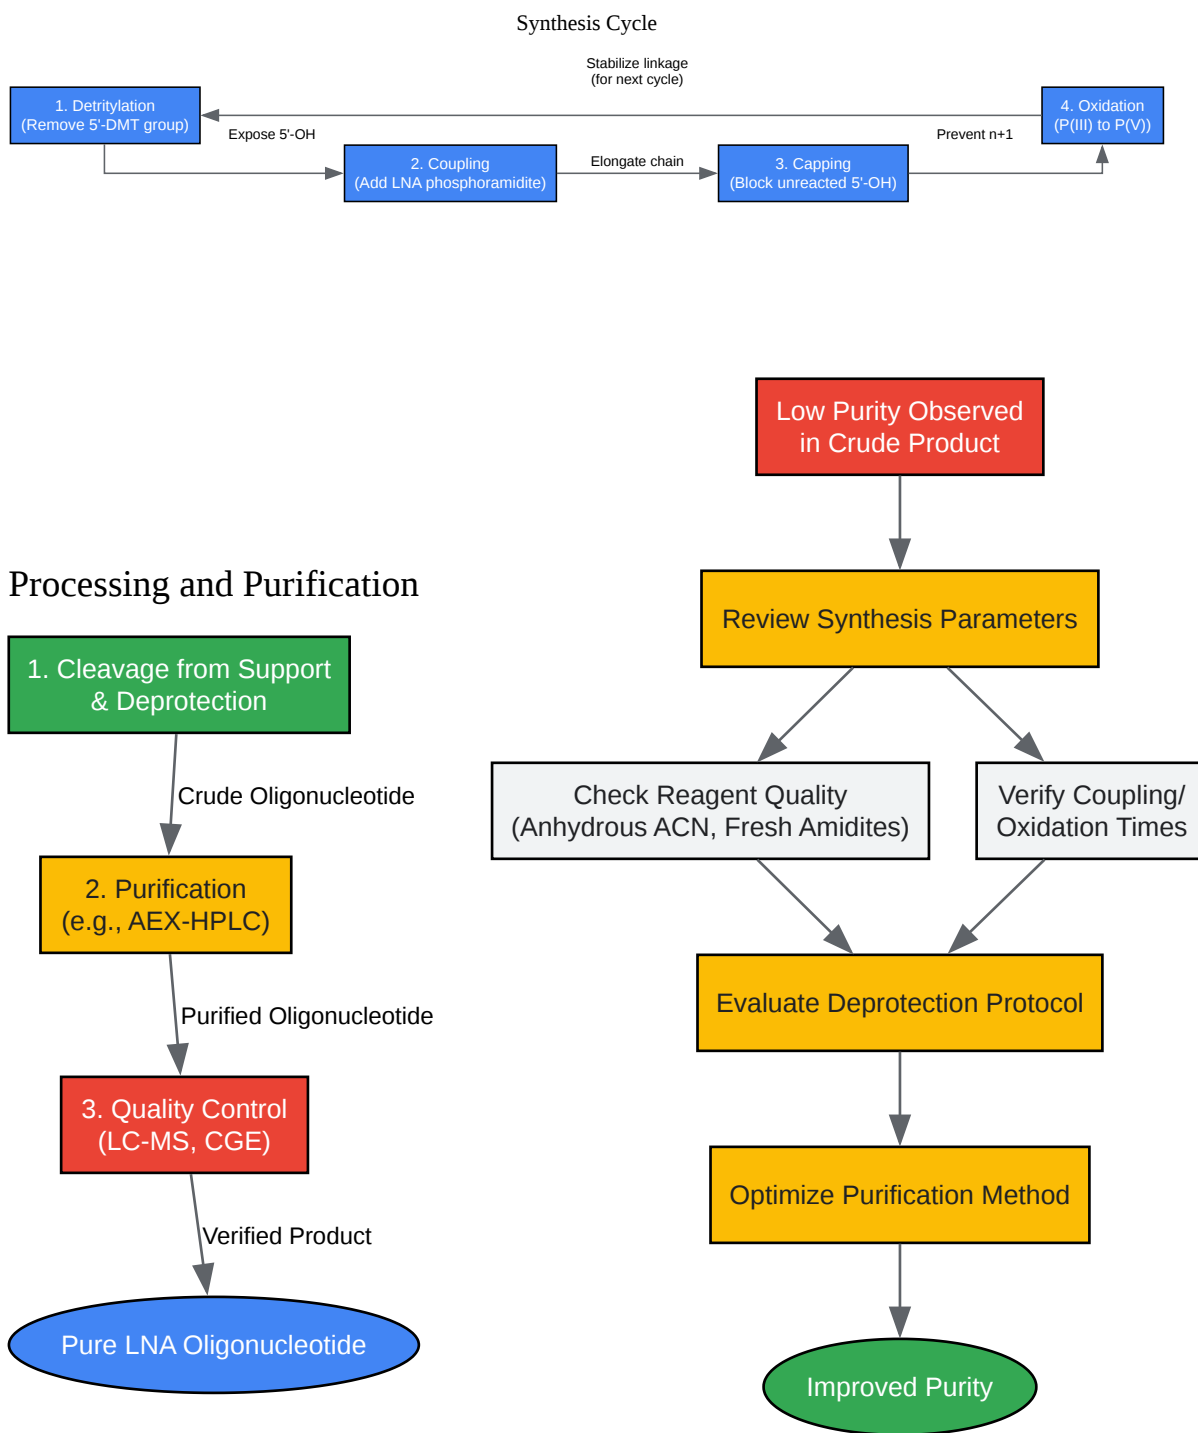 Synthesis Cycle
Stabilize linkage
(for next cycle)
1. Detritylation
(Remove 5'-DMT group)
4. Oxidation
(P(III) to P(V))
Expose 5'-OH
Prevent n+1
2. Coupling
(Add LNA phosphoramidite)
Elongate chain
3. Capping
(Block unreacted 5'-OH)
Processing and Purification
1. Cleavage from Support
& Deprotection
Crude Oligonucleotide
2. Purification
(e.g., AEX-HPLC)
Purified Oligonucleotide
3. Quality Control
(LC-MS, CGE)
Verified Product
Pure LNA Oligonucleotide
Low Purity Observed
in Crude Product
Review Synthesis Parameters
Check Reagent Quality
(Anhydrous ACN, Fresh Amidites)
Verify Coupling/
Oxidation Times
Evaluate Deprotection Protocol
Optimize Purification Method
Improved Purity